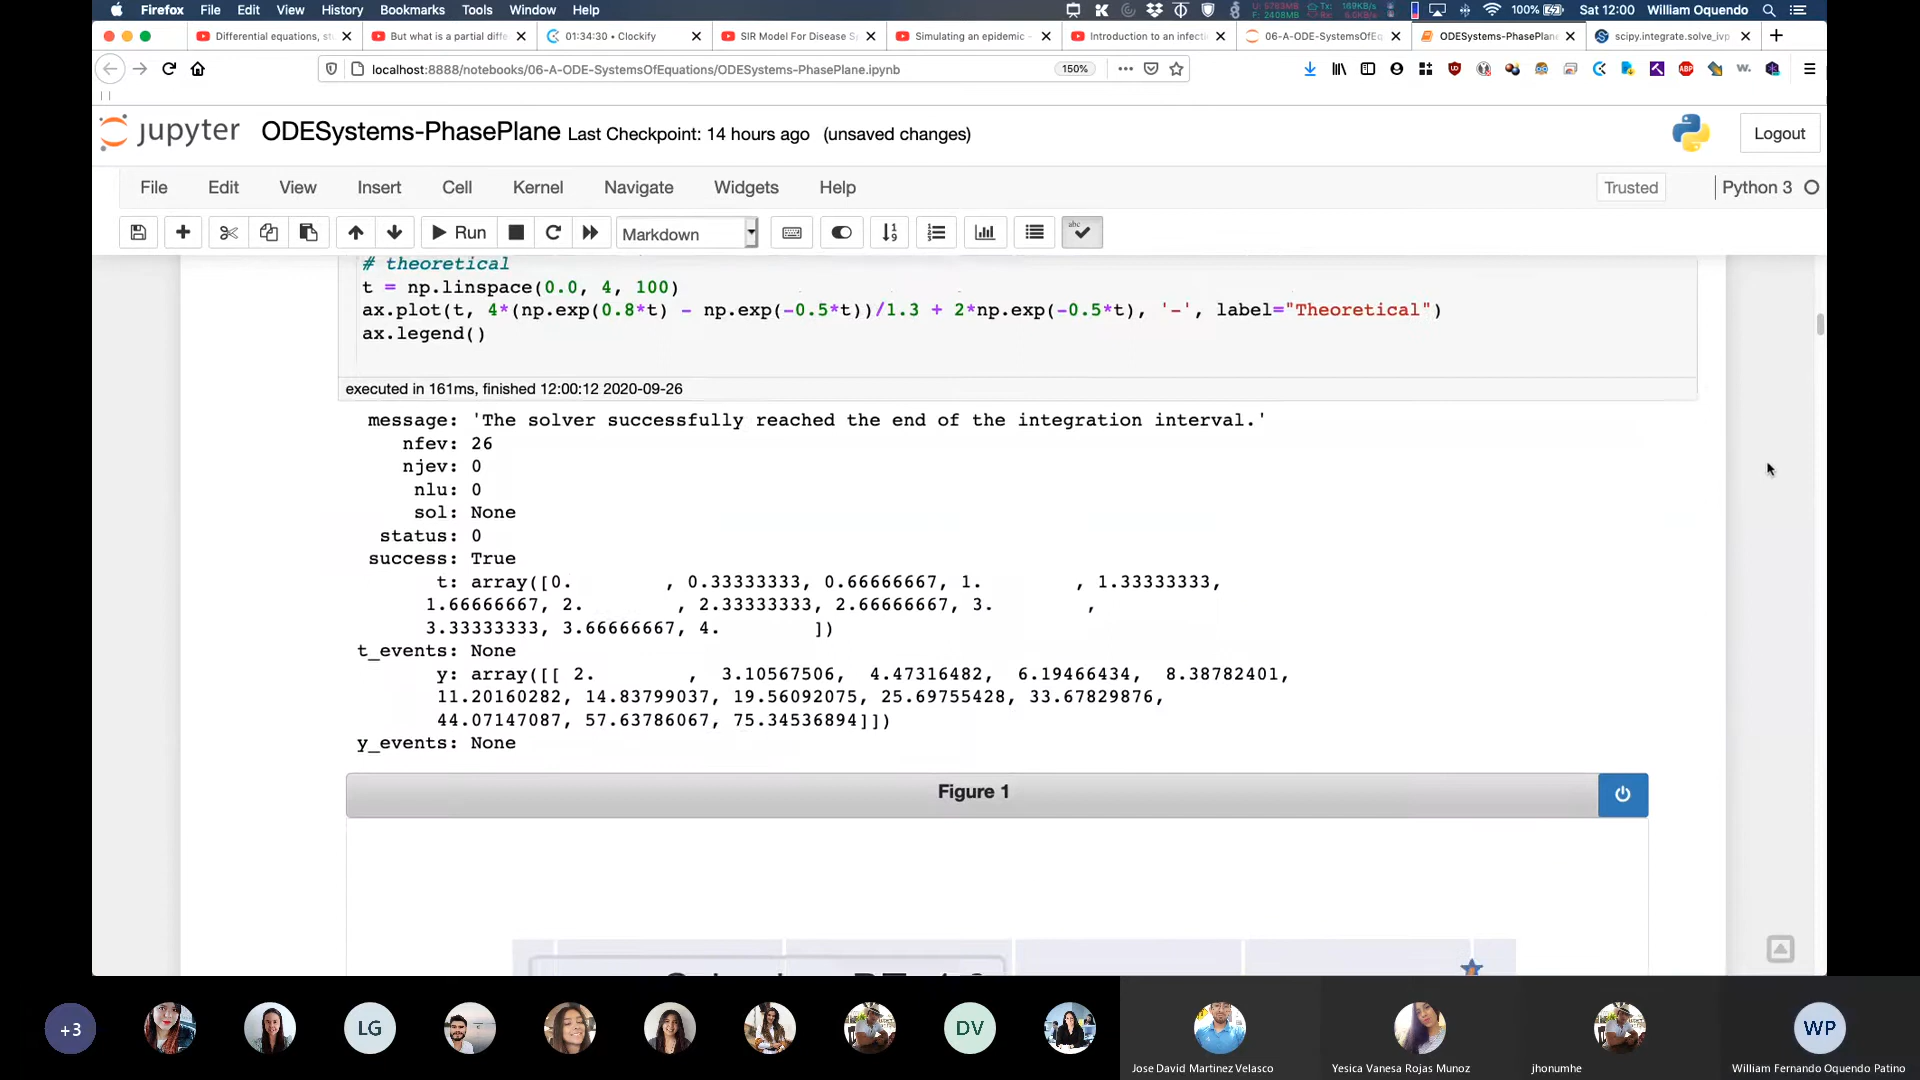 Firefox File Edit View History Bookmarks Tools Window Help 100% Sat 12:00 William Oquendo
Differential equations, st But what is a partial diffe 01:34:30 • Clockify SIR Model For Disease S Simulating an epidemic - Introduction to an infecti 06-A-ODE-SystemsOfEq ODESystems-PhasePlane scipy.integrate.solve_ivp
localhost:8888/notebooks/06-A-ODE-SystemsOfEquations/ODESystems-PhasePlane.ipynb 150%
jupyter ODESystems-PhasePlane Last Checkpoint: 14 hours ago (unsaved changes) Logout
File Edit View Insert Cell Kernel Navigate Widgets Help Trusted Python 3
Run Markdown
# theoretical
t = np.linspace(0.0, 4, 100)
ax.plot(t, 4*(np.exp(0.8*t) - np.exp(-0.5*t))/1.3 + 2*np.exp(-0.5*t), '-', label="Theoretical")
ax.legend()
executed in 161ms, finished 12:00:12 2020-09-26
message: 'The solver successfully reached the end of the integration interval.'
nfev: 26
njev: 0
nlu: 0
sol: None
status: 0
success: True
t: array([0. , 0.33333333, 0.66666667, 1. , 1.33333333,
1.66666667, 2. , 2.33333333, 2.66666667, 3. ,
3.33333333, 3.66666667, 4. ])
t_events: None
y: array([[ 2. , 3.10567506, 4.47316482, 6.19466434, 8.38782401,
11.20160282, 14.83799037, 19.56092075, 25.69755428, 33.67829876,
44.07147087, 57.63786067, 75.34536894]])
y_events: None
Figure 1
+3 LG DV WP
Jose David Martinez Velasco Yesica Vanesa Rojas Munoz jhonumhe William Fernando Oquendo Patino